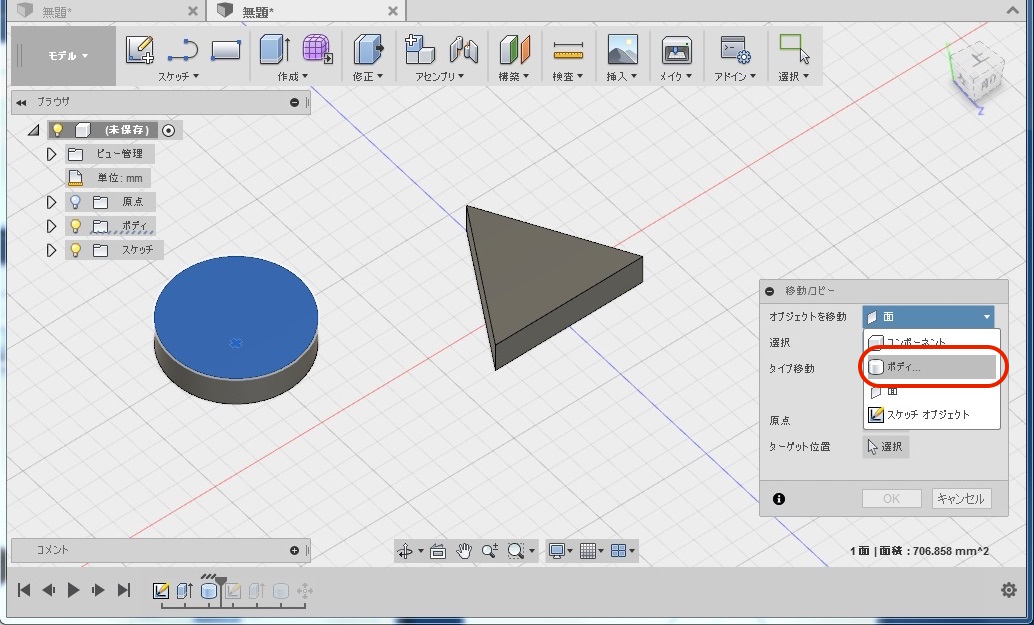 無題*
無題*
モデル
スケッチ
作成
修正
アセンブリ
構築
検査
挿入
メイク
アドイン
選択
Z
ブラウザ
(未保存)
ビュー管理
単位: mm
原点
ボディ
スケッチ
移動/コピー
オブジェクトを移動
面
選択
コンポーネント
ボディ...
タイプ移動
面
スケッチ オブジェクト
原点
ターゲット位置
選択
OK
キャンセル
コメント
1 面 | 面積 : 706.858 mm^2